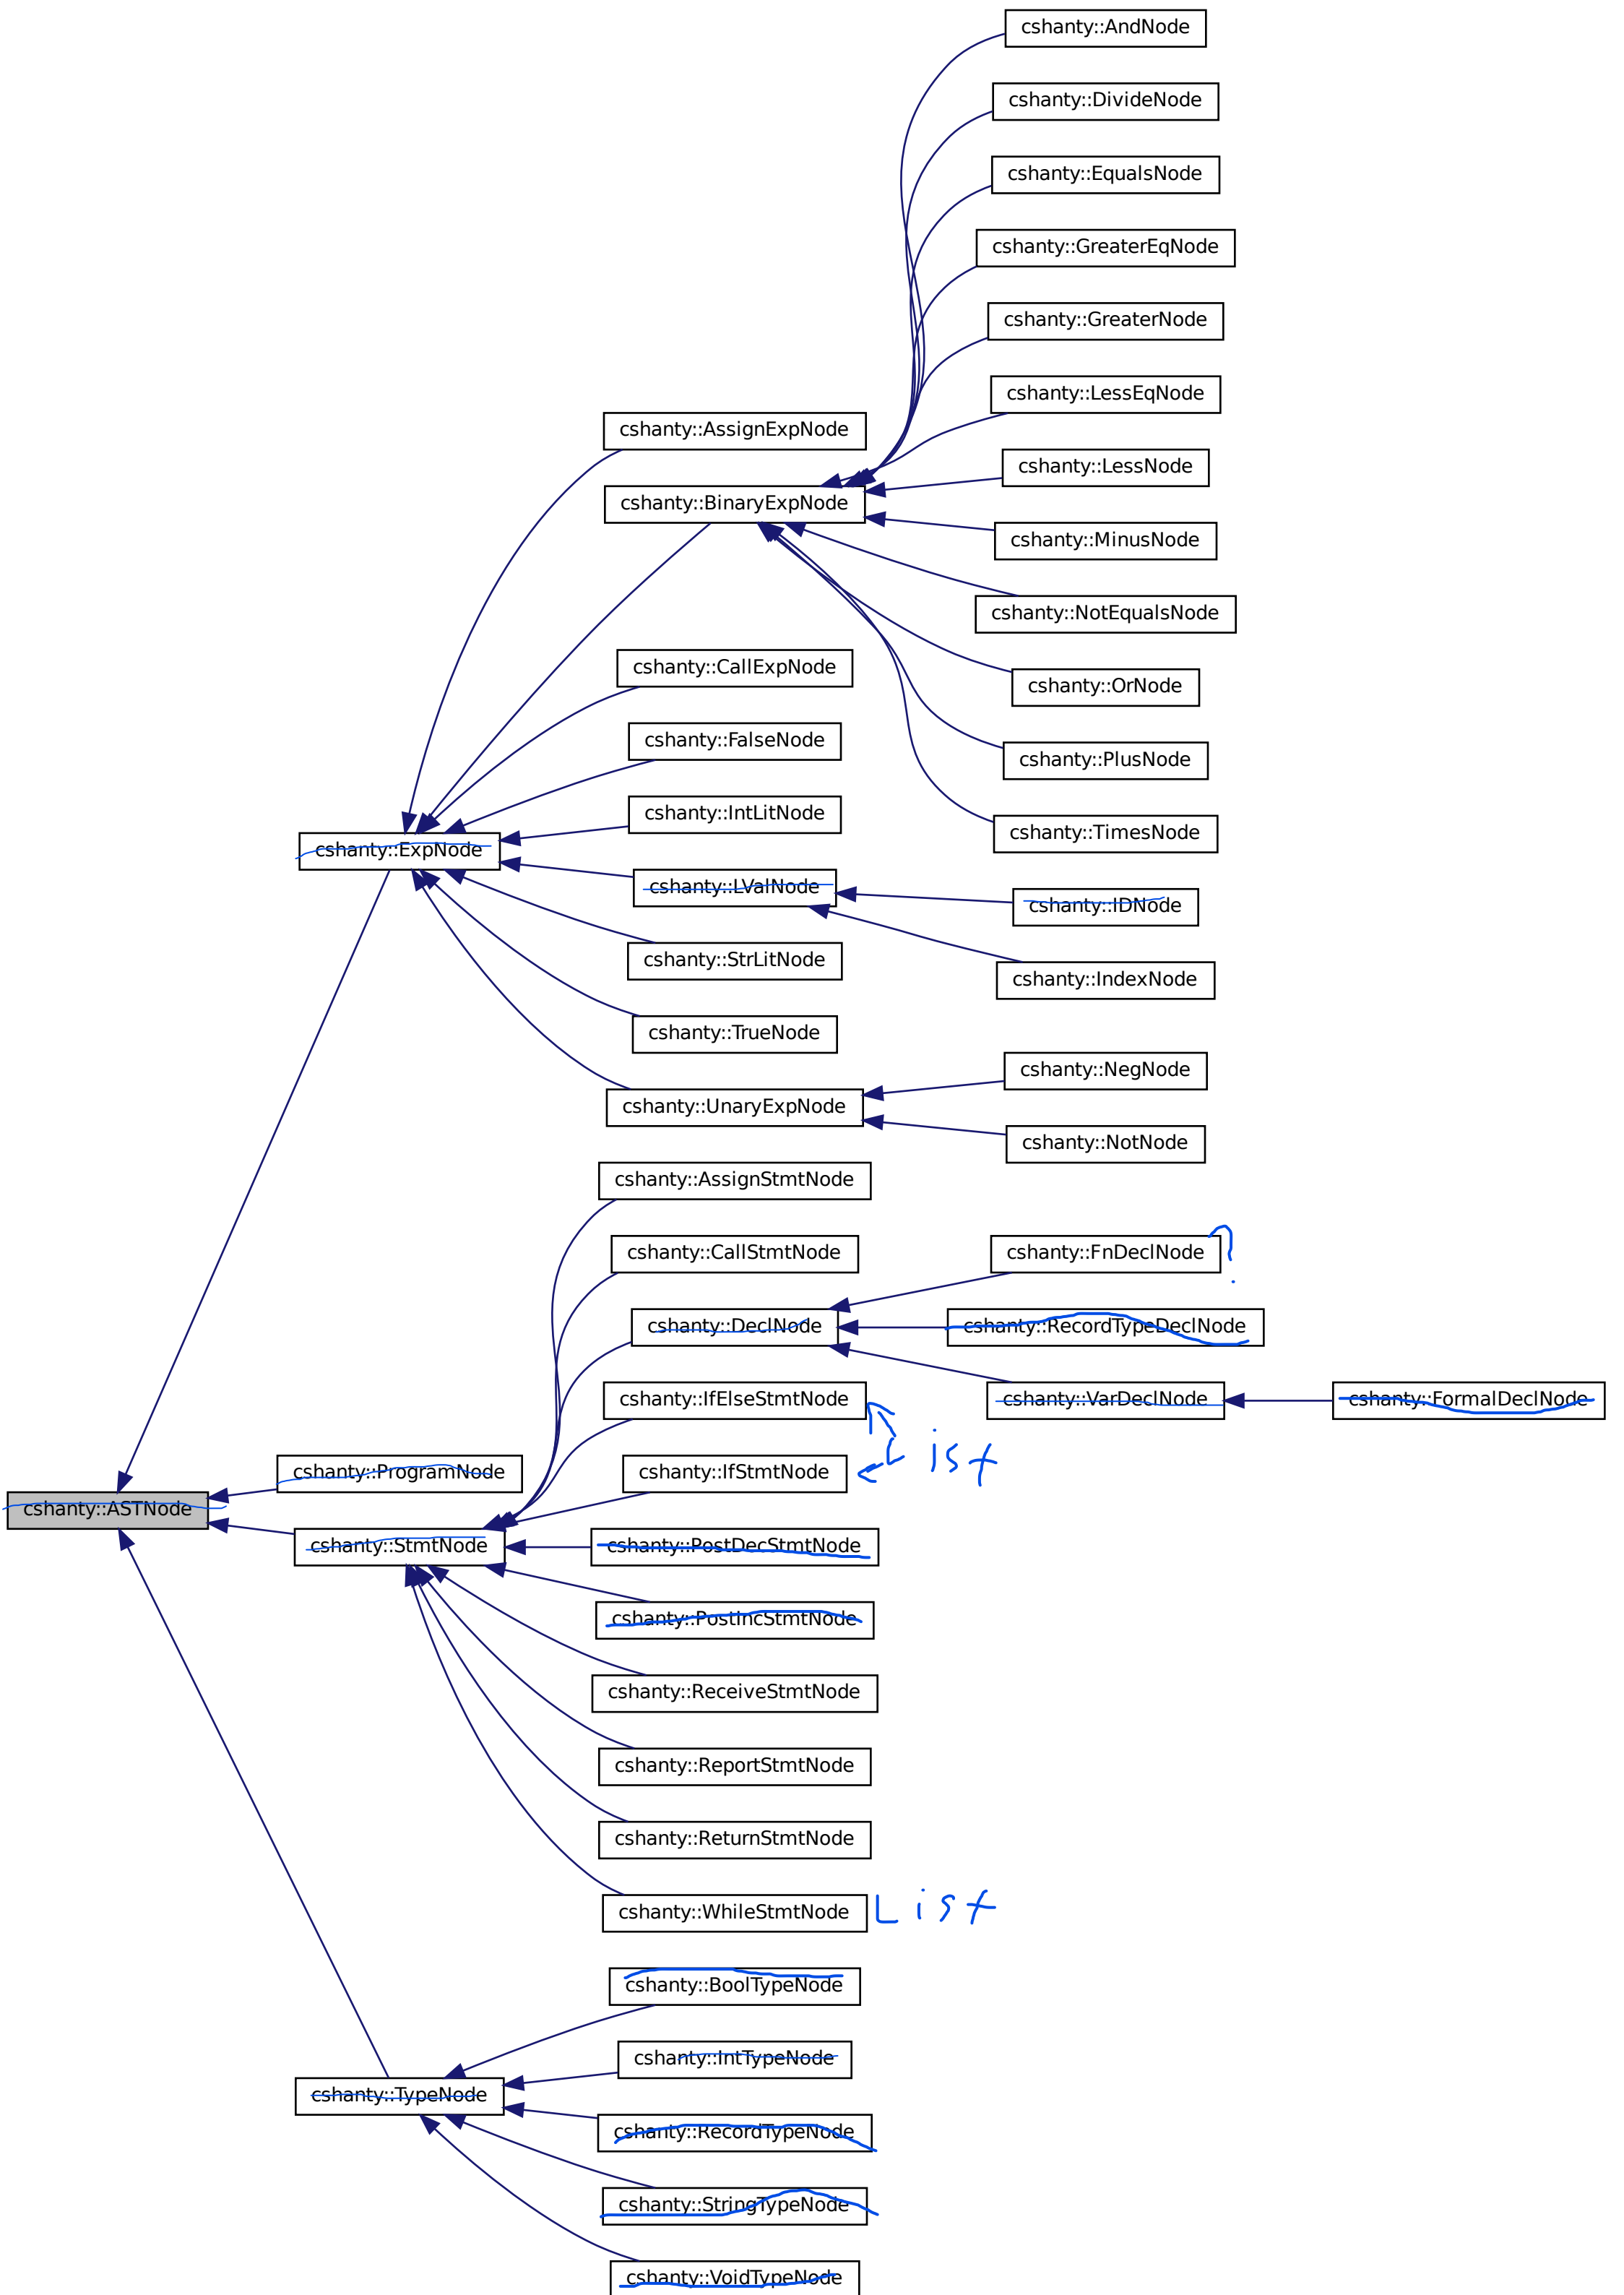 cshanty::AndNode
cshanty::DivideNode
cshanty::EqualsNode
cshanty::GreaterEqNode
cshanty::GreaterNode
cshanty::LessEqNode
cshanty::AssignExpNode
cshanty::LessNode
cshanty::BinaryExpNode
cshanty::MinusNode
cshanty::NotEqualsNode
cshanty::CallExpNode
cshanty::OrNode
cshanty::FalseNode
cshanty::PlusNode
cshanty::IntLitNode
cshanty::TimesNode
cshanty::ExpNode
cshanty::LValNode
cshanty::IDNode
cshanty::StrLitNode
cshanty::IndexNode
cshanty::TrueNode
cshanty::NegNode
cshanty::UnaryExpNode
cshanty::NotNode
cshanty::AssignStmtNode
cshanty::CallStmtNode
cshanty::FnDeclNode ?
cshanty::DeclNode
cshanty::RecordTypeDeclNode
cshanty::IfElseStmtNode
cshanty::VarDeclNode
cshanty::FormalDeclNode
List
cshanty::ProgramNode
cshanty::IfStmtNode
cshanty::ASTNode
cshanty::StmtNode
cshanty::PostDecStmtNode
cshanty::PostIncStmtNode
cshanty::ReceiveStmtNode
cshanty::ReportStmtNode
cshanty::ReturnStmtNode
cshanty::WhileStmtNode List
cshanty::BoolTypeNode
cshanty::IntTypeNode
cshanty::TypeNode
cshanty::RecordTypeNode
cshanty::StringTypeNode
cshanty::VoidTypeNode